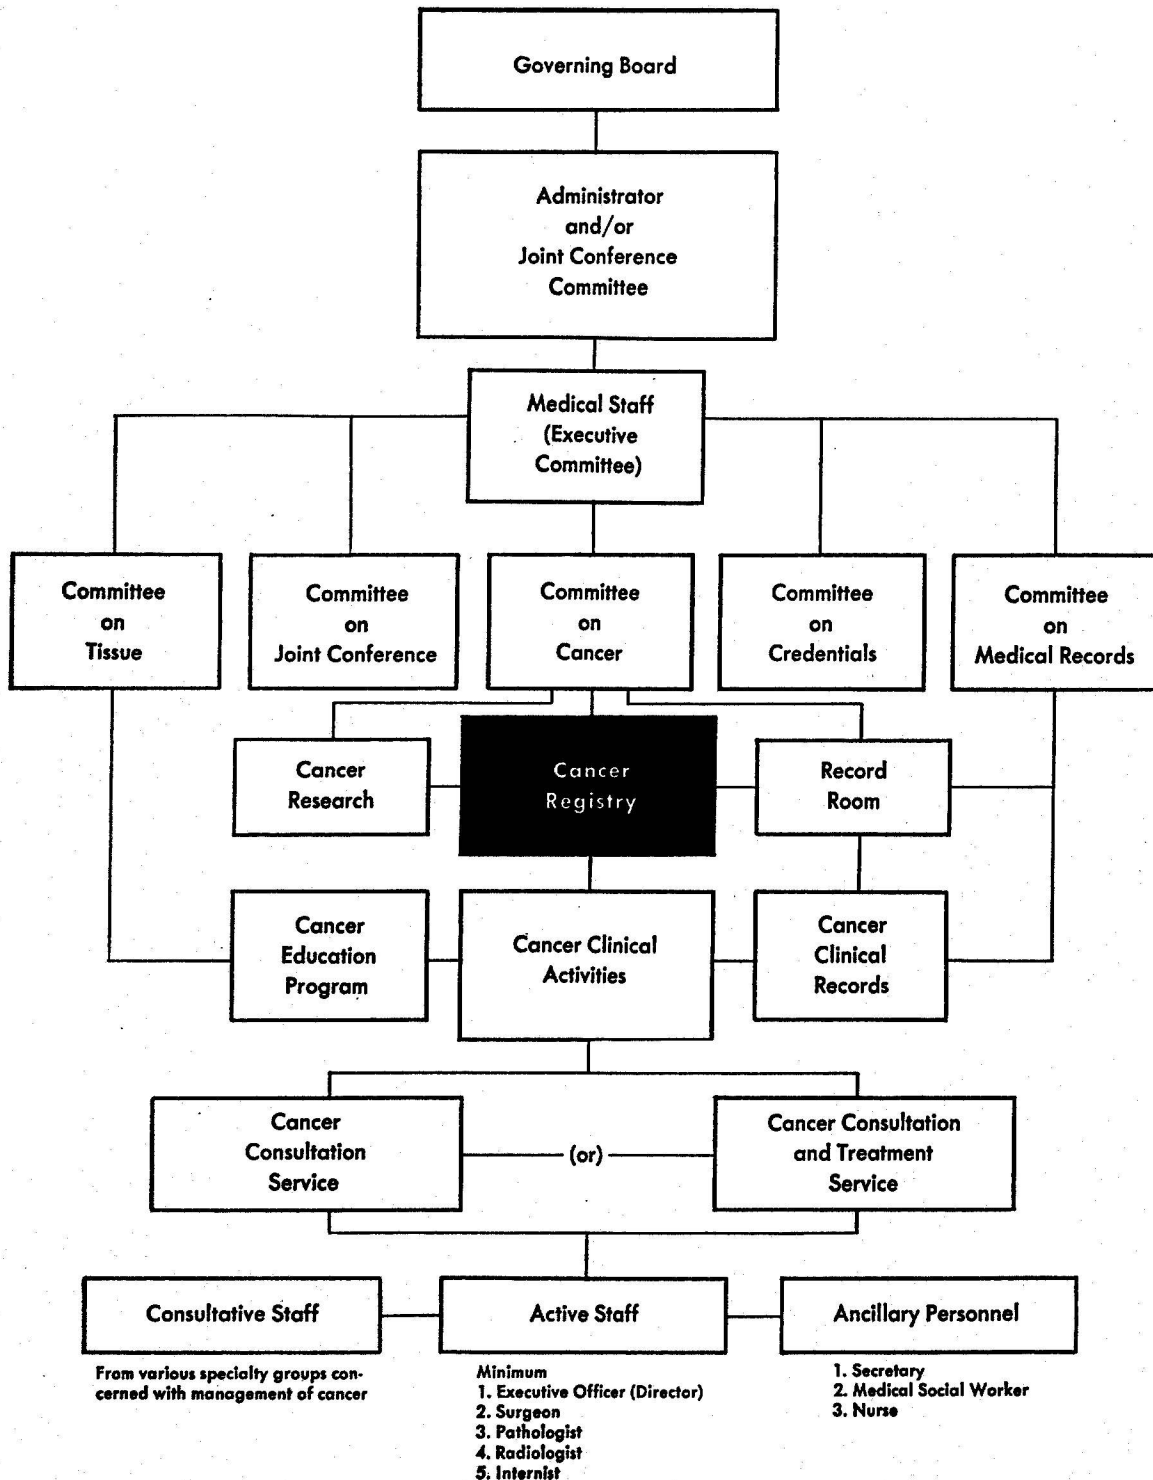 Governing Board
Administrator
and/or
Joint Conference
Committee
Medical Staff
(Executive
Committee)
Committee
on
Tissue
Committee
on
Joint Conference
Committee
on
Cancer
Committee
on
Credentials
Committee
on
Medical Records
Cancer
Research
Cancer
Registry
Record
Room
Cancer
Education
Program
Cancer Clinical
Activities
Cancer
Clinical
Records
Cancer
Consultation
Service
(or)
Cancer Consultation
and Treatment
Service
Consultative Staff
Active Staff
Ancillary Personnel
From various specialty groups con-
cerned with management of cancer
Minimum
1. Executive Officer (Director)
2. Surgeon
3. Pathologist
4. Radiologist
5. Internist
1. Secretary
2. Medical Social Worker
3. Nurse